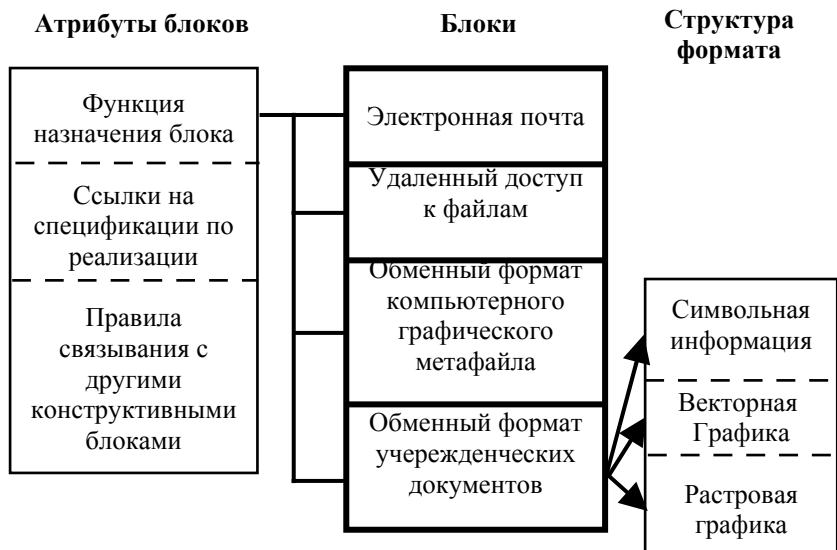 Атрибуты блоков
Функция
назначения блока
Ссылки на
спецификации по
реализации
Правила
связывания с
другими
конструктивными
блоками
Блоки
Электронная почта
Удаленный доступ
к файлам
Обменный формат
компьютерного
графического
метафайла
Обменный формат
учережденческих
документов
Структура
формата
Символьная
информация
Векторная
Графика
Растровая
графика